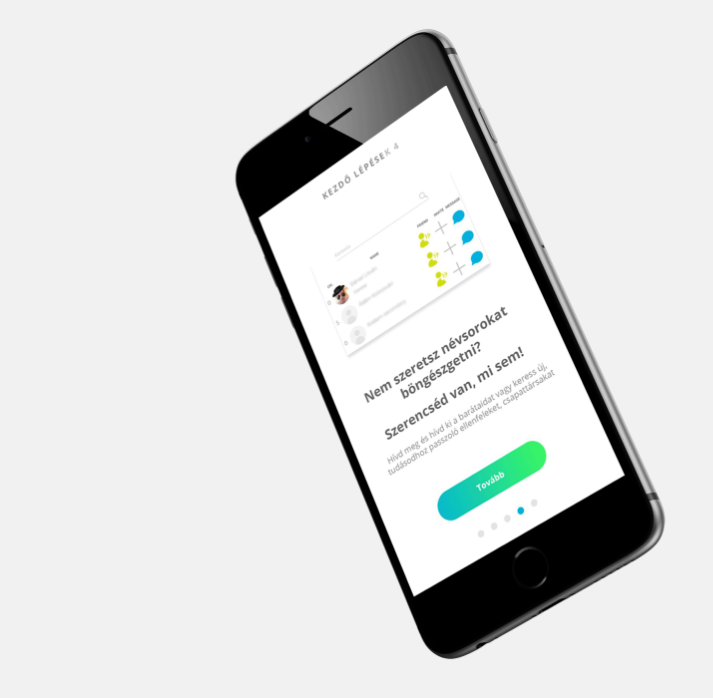 KEZDŐ LÉPÉSEK 4
Nem szeretsz névsorokat
böngészgetni?
Szerencséd van, mi sem!
Hívd meg és hívd ki a barátaidat vagy keress új,
tudásodhoz passzoló ellenfeleket, csapattársakat
Tovább